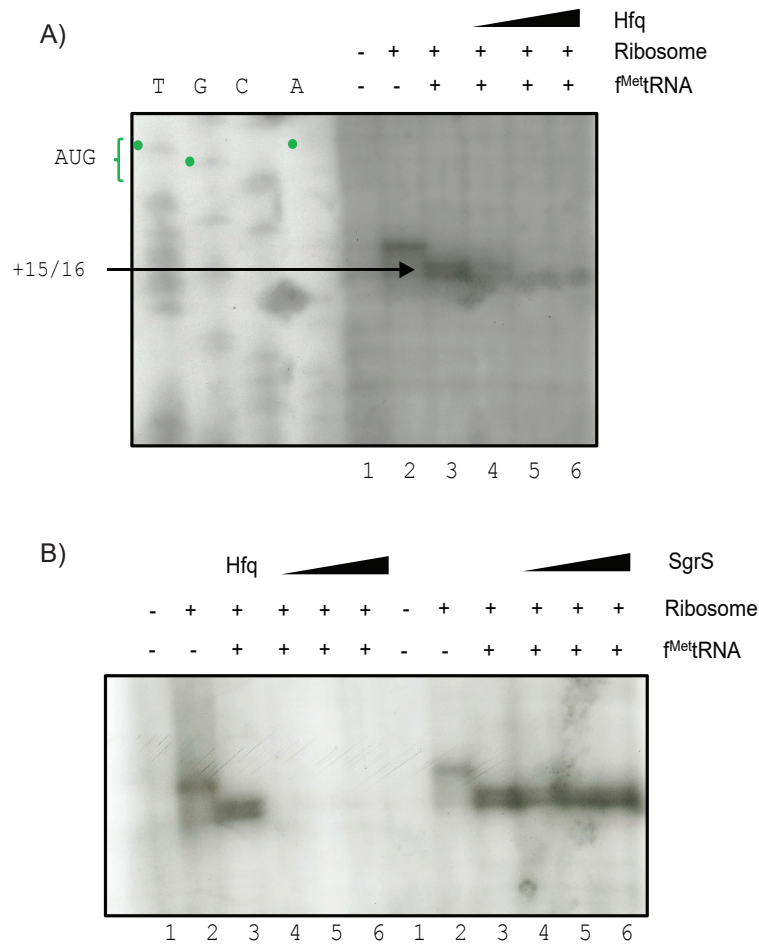 A)
Hfq
- + + + + + Ribosome
T G C A - - + + + + fMettRNA
AUG
+15/16
1 2 3 4 5 6
B)
Hfq SgrS
- + + + + + - + + + + + Ribosome
- - + + + + - - + + + + fMettRNA
1 2 3 4 5 6 1 2 3 4 5 6